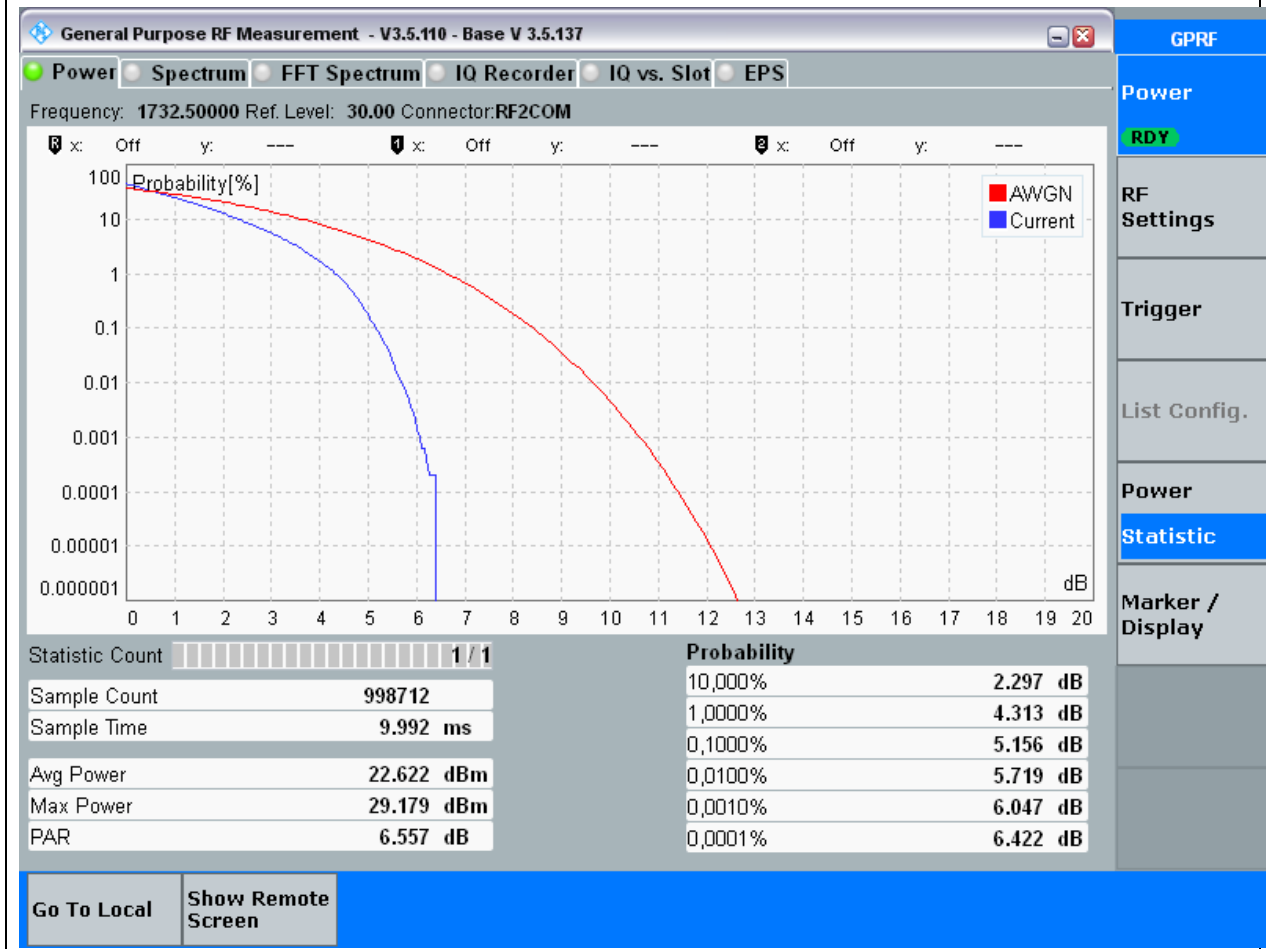 General Purpose RF Measurement - V3.5.110 - Base V 3.5.137
GPRF
Power Spectrum FFT Spectrum IQ Recorder IQ vs. Slot EPS
Frequency: 1732.50000 Ref. Level: 30.00 Connector:RF2COM
R x: Off y: --- 1 x: Off y: --- 2 x: Off y: ---
Probability[%]
AWGN
Current
100
10
1
0.1
0.01
0.001
0.0001
0.00001
0.000001
dB
0 1 2 3 4 5 6 7 8 9 10 11 12 13 14 15 16 17 18 19 20
Statistic Count 1 / 1
Sample Count 998712
Sample Time 9.992 ms
Avg Power 22.622 dBm
Max Power 29.179 dBm
PAR 6.557 dB
Probability
10,000% 2.297 dB
1,0000% 4.313 dB
0,1000% 5.156 dB
0,0100% 5.719 dB
0,0010% 6.047 dB
0,0001% 6.422 dB
Power
RDY
RF
Settings
Trigger
List Config.
Power
Statistic
Marker /
Display
Go To Local
Show Remote
Screen